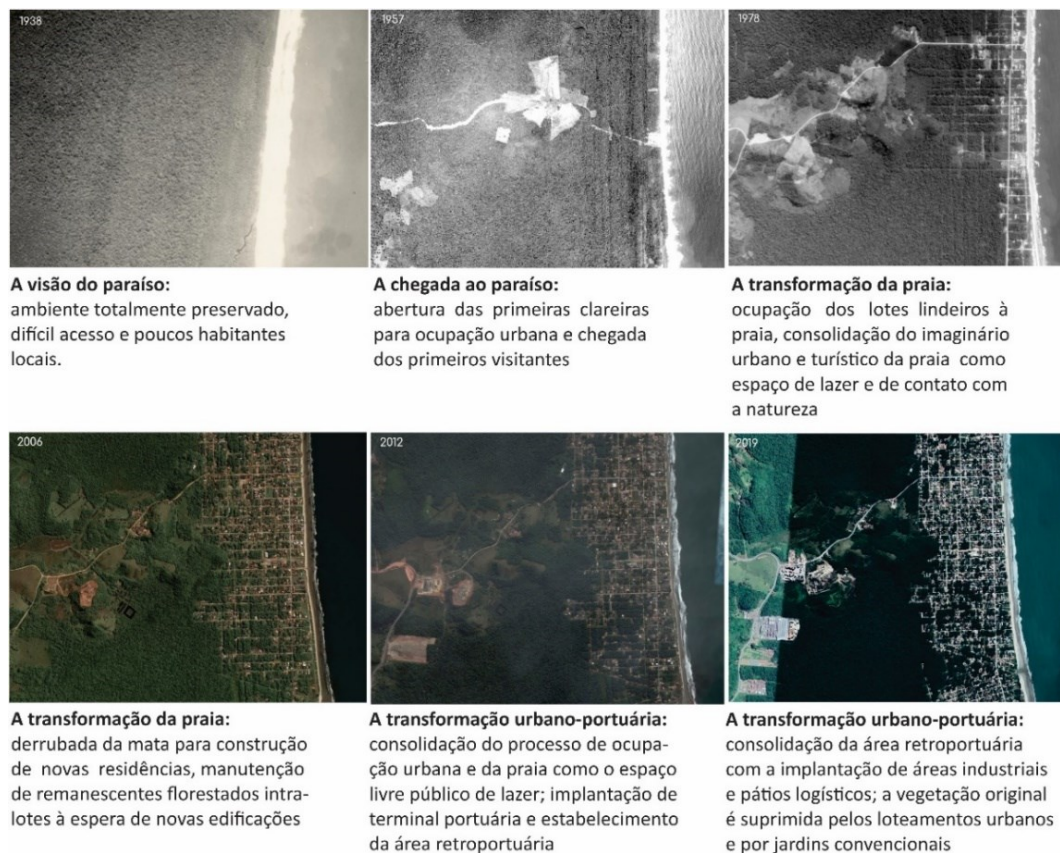 1938
1957
1978
A visão do paraíso:
ambiente totalmente preservado,
difícil acesso e poucos habitantes
locais.
A chegada ao paraíso:
abertura das primeiras clareiras
para ocupação urbana e chegada
dos primeiros visitantes
A transformação da praia:
ocupação dos lotes lindeiros à
praia, consolidação do imaginário
urbano e turístico da praia como
espaço de lazer e de contato com
a natureza
2006
2012
2019
A transformação da praia:
derrubada da mata para construção
de novas residências, manutenção
de remanescentes florestados intra-
lotes à espera de novas edificações
A transformação urbano-portuária:
consolidação do processo de ocupa-
ção urbana e da praia como o espaço
livre público de lazer; implantação de
terminal portuária e estabelecimento
da área retroportuária
A transformação urbano-portuária:
consolidação da área retroportuária
com a implantação de áreas industriais
e pátios logísticos; a vegetação original
é suprimida pelos loteamentos urbanos
e por jardins convencionais